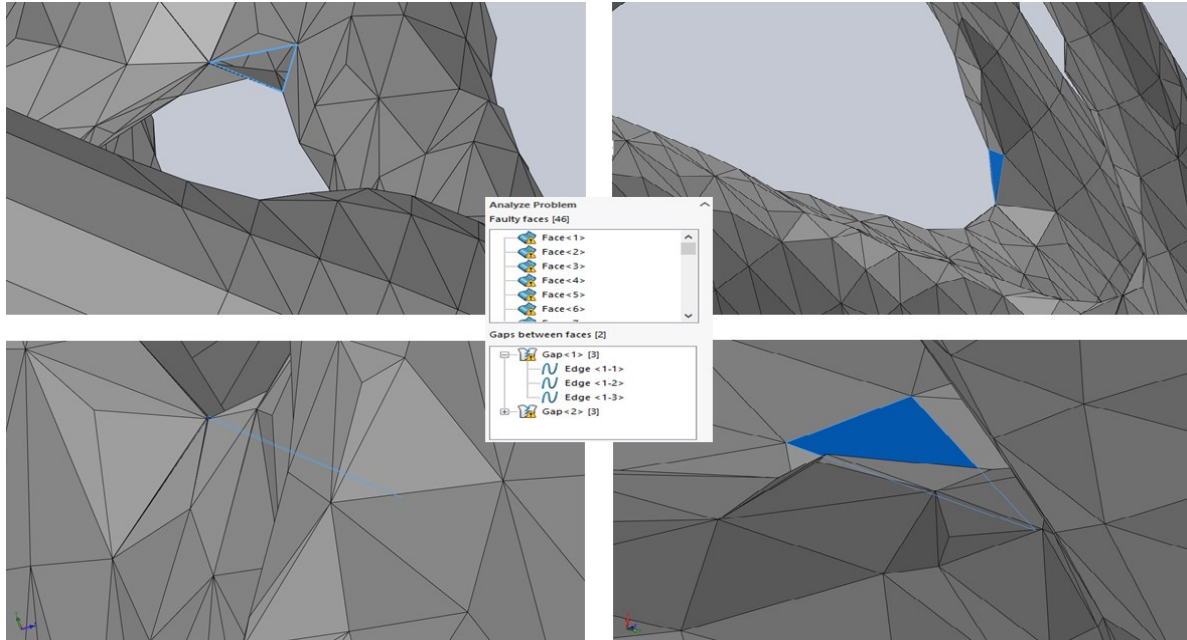 Analyze Problem
Faulty faces [46]
Face<1>
Face<2>
Face<3>
Face<4>
Face<5>
Face<6>
Gaps between faces [2]
Gap<1> [3]
Edge <1-1>
Edge <1-2>
Edge <1-3>
Gap<2> [3]